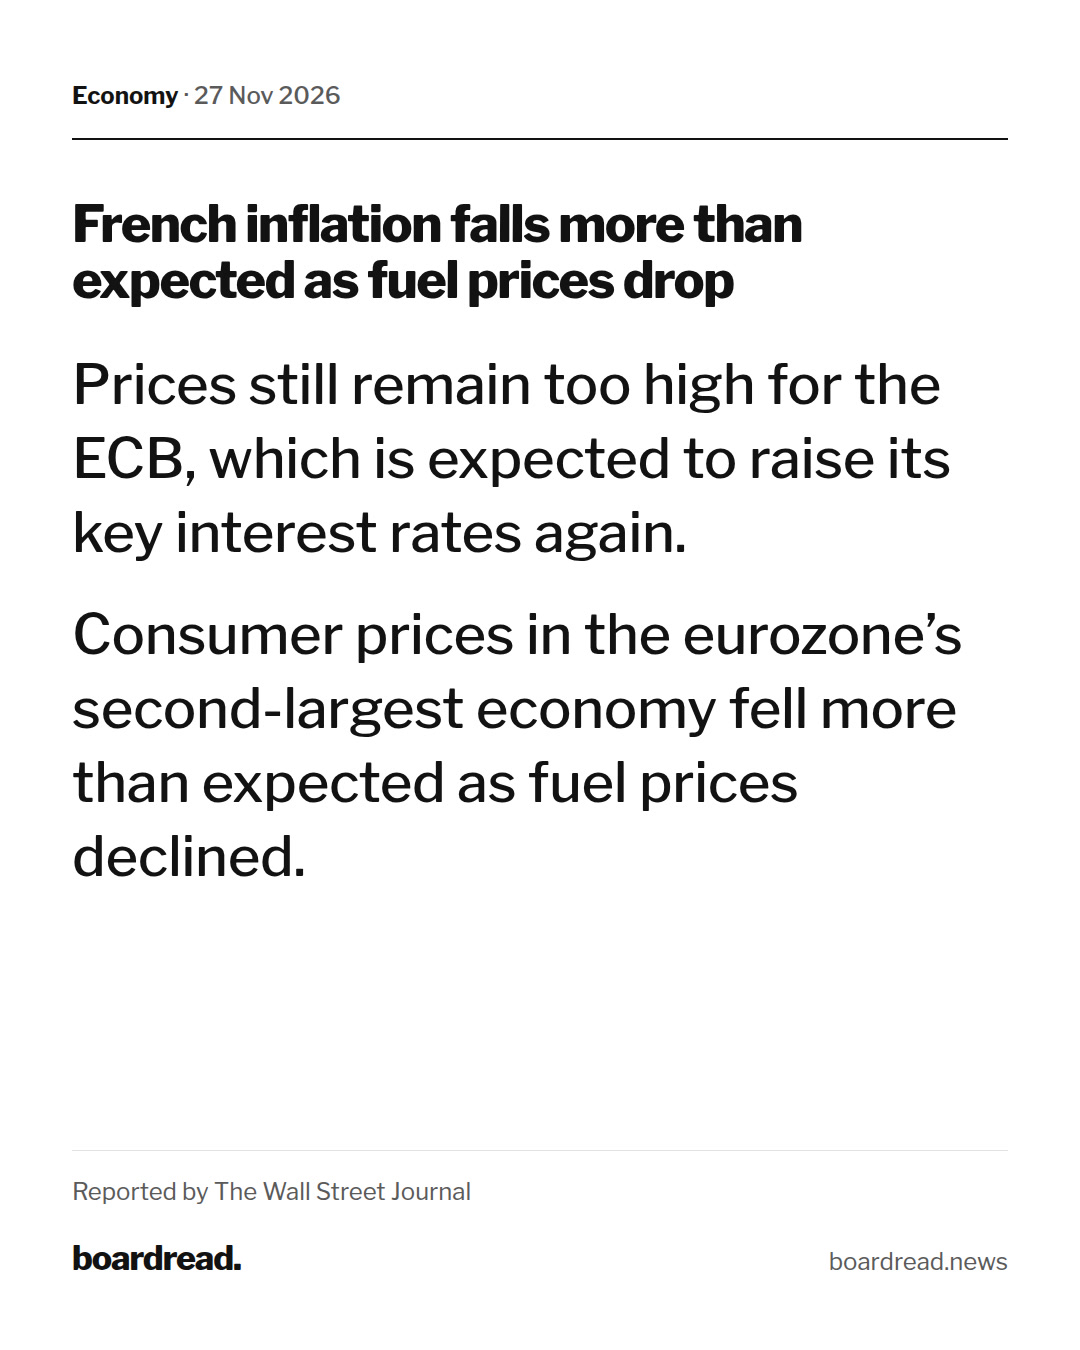 Economy · 27 Nov 2026
French inflation falls more than
expected as fuel prices drop
Prices still remain too high for the
ECB, which is expected to raise its
key interest rates again.
Consumer prices in the eurozone’s
second-largest economy fell more
than expected as fuel prices
declined.
Reported by The Wall Street Journal
boardread.
boardread.news